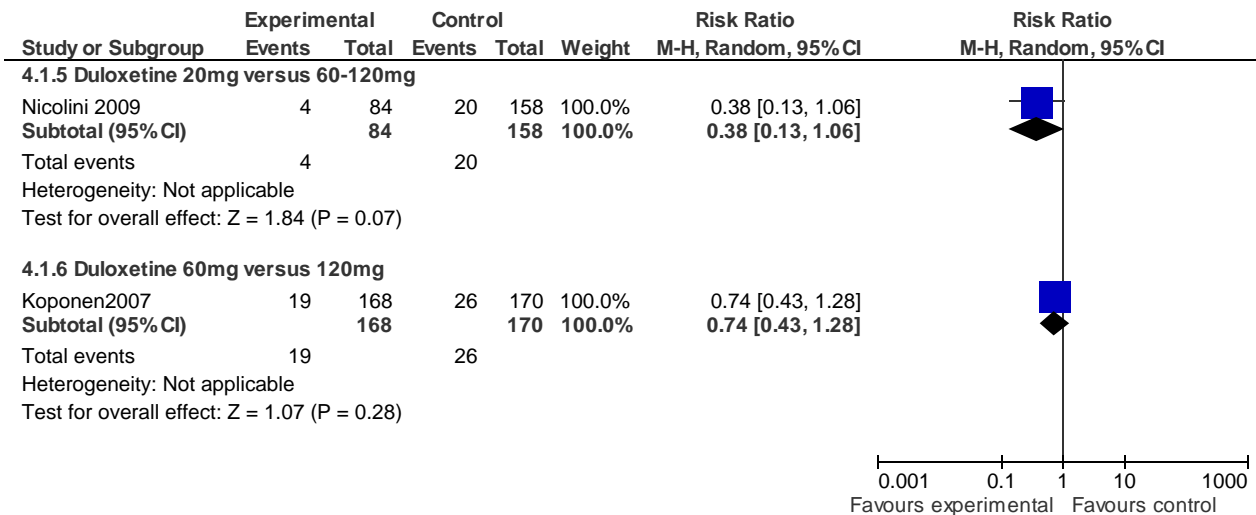 Experimental Control Risk Ratio Risk Ratio
Study or Subgroup Events Total Events Total Weight M-H, Random, 95% CI M-H, Random, 95% CI
4.1.5 Duloxetine 20mg versus 60-120mg
Nicolini 2009 4 84 20 158 100.0% 0.38 [0.13, 1.06]
Subtotal (95% CI) 84 158 100.0% 0.38 [0.13, 1.06]
Total events 4 20
Heterogeneity: Not applicable
Test for overall effect: Z = 1.84 (P = 0.07)
4.1.6 Duloxetine 60mg versus 120mg
Koponen2007 19 168 26 170 100.0% 0.74 [0.43, 1.28]
Subtotal (95% CI) 168 170 100.0% 0.74 [0.43, 1.28]
Total events 19 26
Heterogeneity: Not applicable
Test for overall effect: Z = 1.07 (P = 0.28)
0.001 0.1 1 10 1000
Favours experimental Favours control